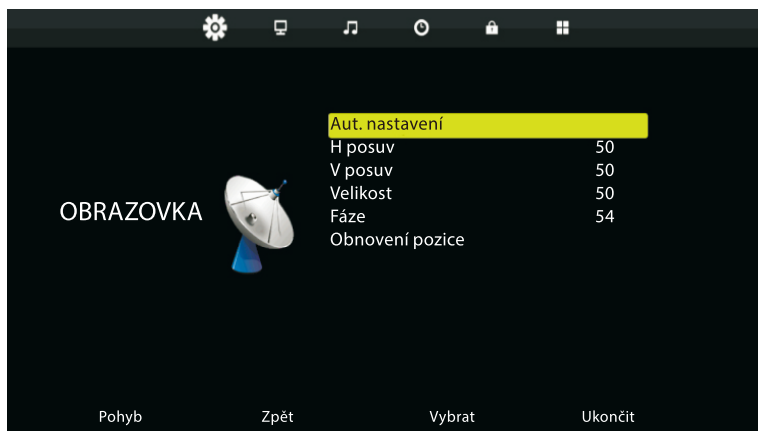 Aut. nastavení
H posuv 50
V posuv 50
Velikost 50
OBRAZOVKA
Fáze 54
Obnovení pozice
Pohyb Zpět Vybrat Ukončit